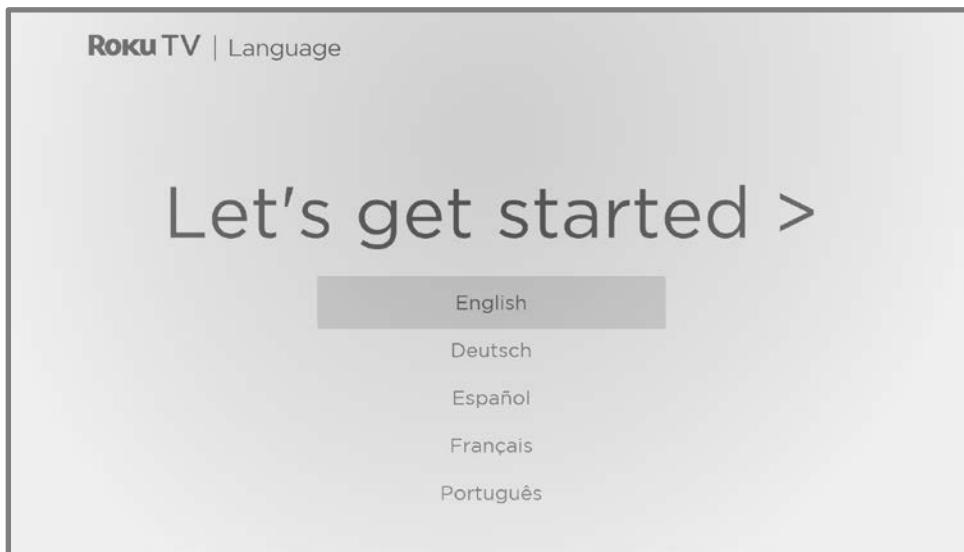 Roku TV | Language
Let's get started >
English
Deutsch
Español
Français
Português